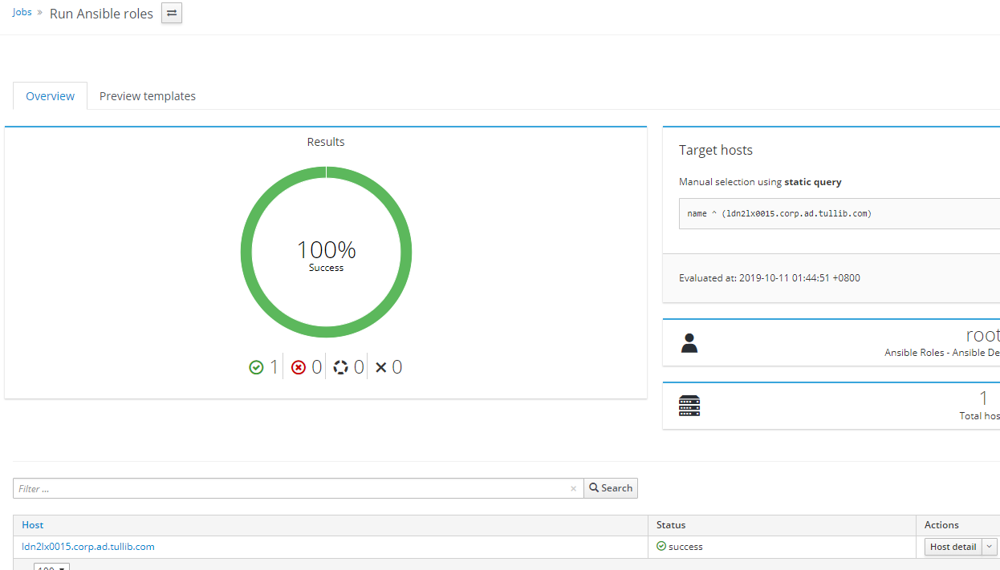 Jobs » Run Ansible roles
Overview
Preview templates
Results
100%
Success
1 0 0 0
Target hosts
Manual selection using static query
name ^ (ldn2lx0015.corp.ad.tullib.com)
Evaluated at: 2019-10-11 01:44:51 +0800
root
Ansible Roles - Ansible De
1
Total hos
Filter ...
Search
Host Status Actions
ldn2lx0015.corp.ad.tullib.com success Host detail